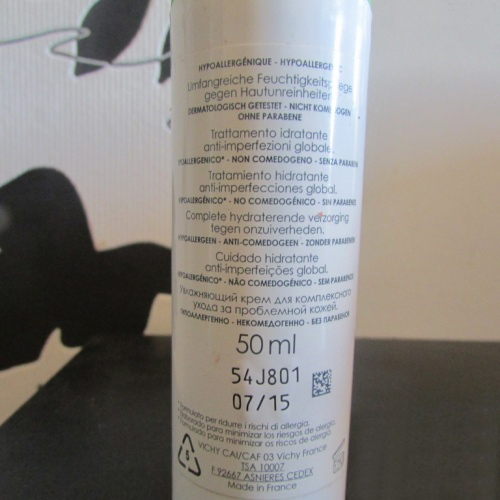 HYPOALLERGÉNIQUE - HYPOALLERGENIC
Umfangreiche Feuchtigkeitspflege
gegen Hautunreinheiten
DERMATOLOGISCH GETESTET - NICHT KOMEDOGEN
OHNE PARABENE
Trattamento idratante
anti-imperfezioni globale.
IPOALLERGENICO* - NON COMEDOGENO - SENZA PARABENI
Tratamiento hidratante
anti-imperfecciones global.
HIPOALERGÉNICO* - NO COMEDOGÉNICO - SIN PARABENES
Complete hydraterende verzorging
tegen onzuiverheden.
HYPOALLERGEEN - ANTI-COMEDOGEEN - ZONDER PARABENEN
Cuidado hidratante
anti-imperfeições global.
HIPOALERGÉNICO* - NÃO COMEDOGÉNICO - SEM PARABENOS
Увлажняющий крем для комплексного
ухода за проблемной кожей.
ГИПОАЛЛЕРГЕННО - НЕКОМЕДОГЕННО - БЕЗ ПАРАБЕНОВ
50 ml
54J801
07/15
*Formulato per ridurre i rischi di allergia.
*Elaborado para minimizar los riesgos de alergia.
*Formulado para minimizar os riscos de alergia.
VICHY CAI/CAF 03 Vichy France
TSA 10007
F 92667 ASNIERES CEDEX
Made in France
5